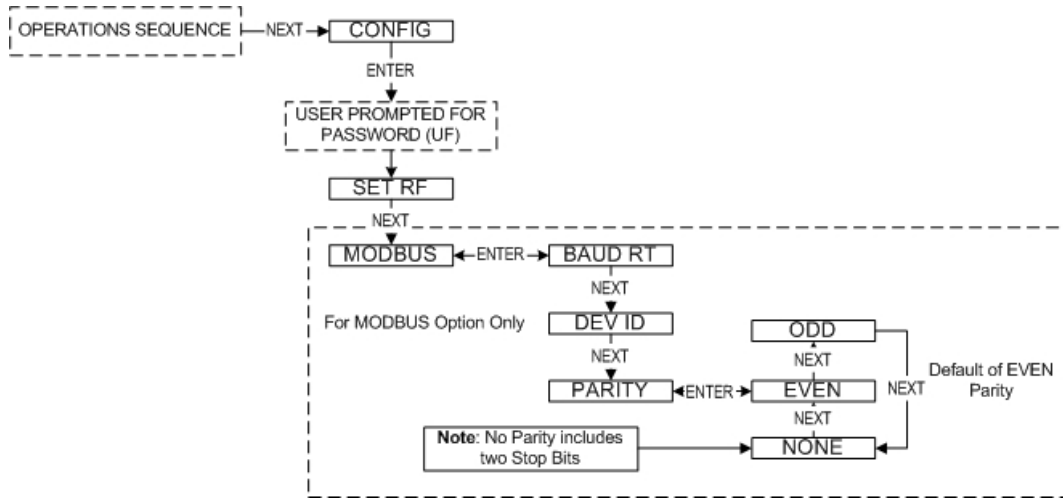 OPERATIONS SEQUENCE
NEXT
CONFIG
ENTER
USER PROMPTED FOR
PASSWORD (UF)
SET RF
NEXT
MODBUS
ENTER
BAUD RT
NEXT
For MODBUS Option Only
DEV ID
ODD
NEXT
NEXT
Default of EVEN
Parity
PARITY
ENTER
EVEN
NEXT
NEXT
Note: No Parity includes
two Stop Bits
NONE